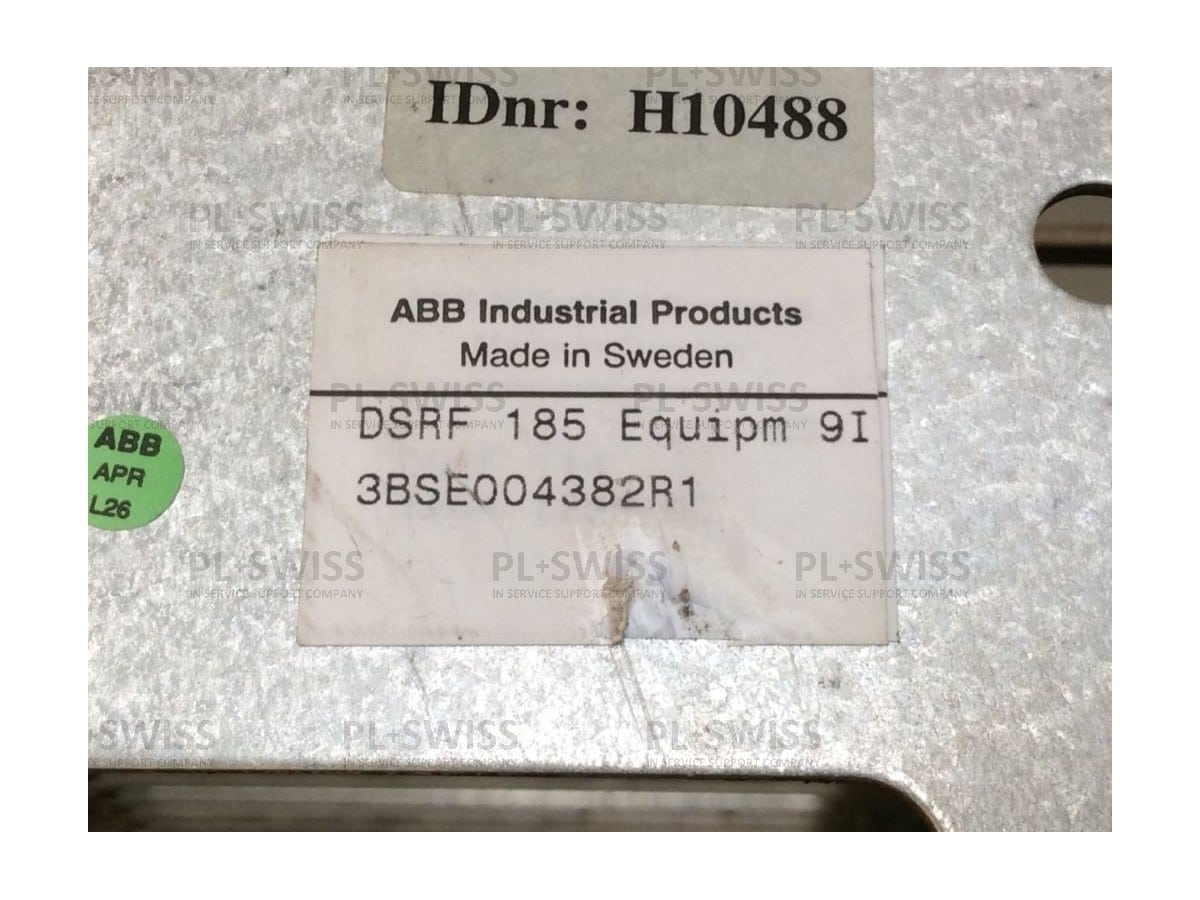 IDnr: H10488
ABB Industrial Products
Made in Sweden
DSRF 185 Equipm 9I
3BSE004382R1
ABB
APR
L26
PL+SWISS
IN SERVICE SUPPORT COMPANY